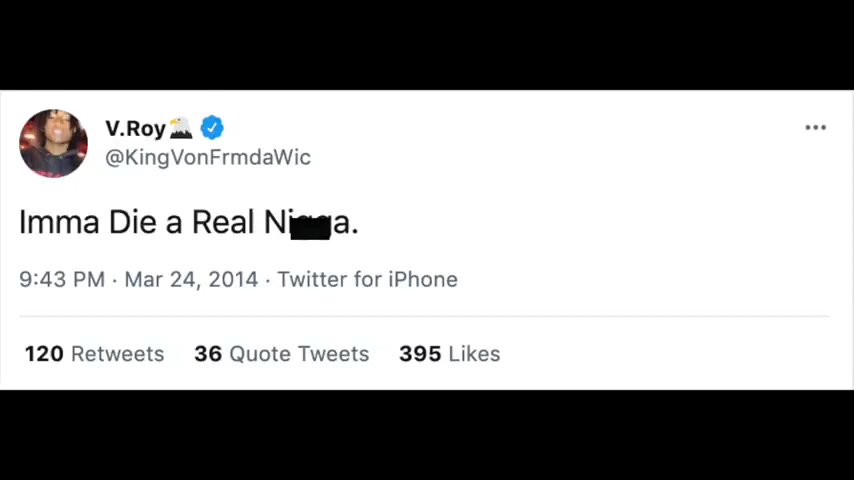 V.Roy🦅
@KingVonFrmdaWic
Imma Die a Real
9:43 PM · Mar 24, 2014 · Twitter for iPhone
120 Retweets 36 Quote Tweets 395 Likes